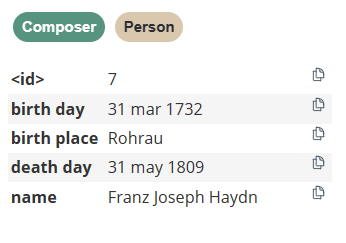 Composer Person
<id> 7
birth day 31 mar 1732
birth place Rohrau
death day 31 may 1809
name Franz Joseph Haydn